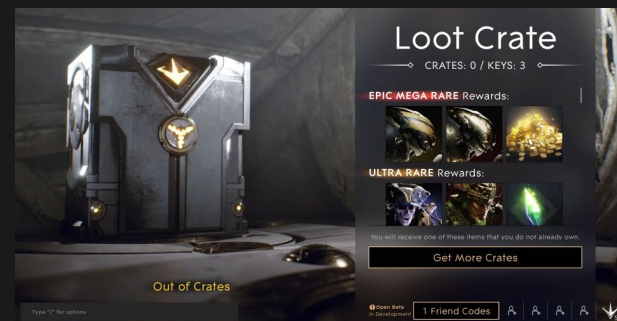 Loot Crate
CRATES: 0 / KEYS: 3
EPIC MEGA RARE Rewards:
ULTRA RARE Rewards:
You will receive one of these items that you do not already own.
Get More Crates
Out of Crates
Type "/" for options
Open Beta
In Development
1 Friend Codes